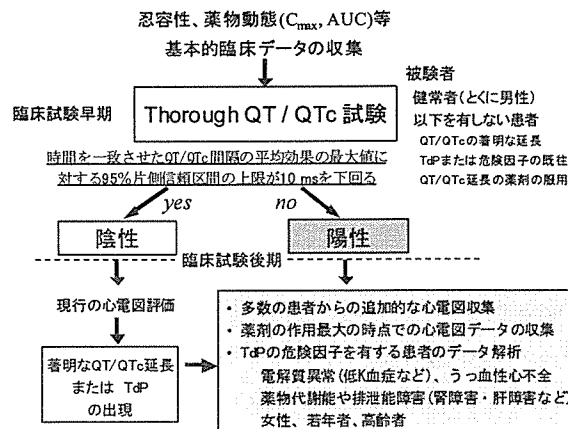 忍容性、薬物動態(Cmax, AUC)等
基本的臨床データの収集
被験者
健常者(とくに男性)
以下を有しない患者
QT/QTcの著明な延長
TdPまたは危険因子の既往
QT/QTc延長の薬剤の服用
臨床試験早期
Thorough QT / QTc 試験
時間を一致させたQT/QTc間隔の平均効果の最大値に
対する95%片側信頼区間の上限が10 msを下回る
yes
no
陰性
陽性
臨床試験後期
現行の心電図評価
著明なQT/QTc延長
または TdP
の出現
・ 多数の患者からの追加的な心電図収集
・ 薬剤の作用最大の時点での心電図データの収集
・ TdPの危険因子を有する患者のデータ解析
電解質異常(低K血症など)、うっ血性心不全
薬物代謝能や排泄能障害(腎障害・肝障害など)
女性、若年者、高齢者